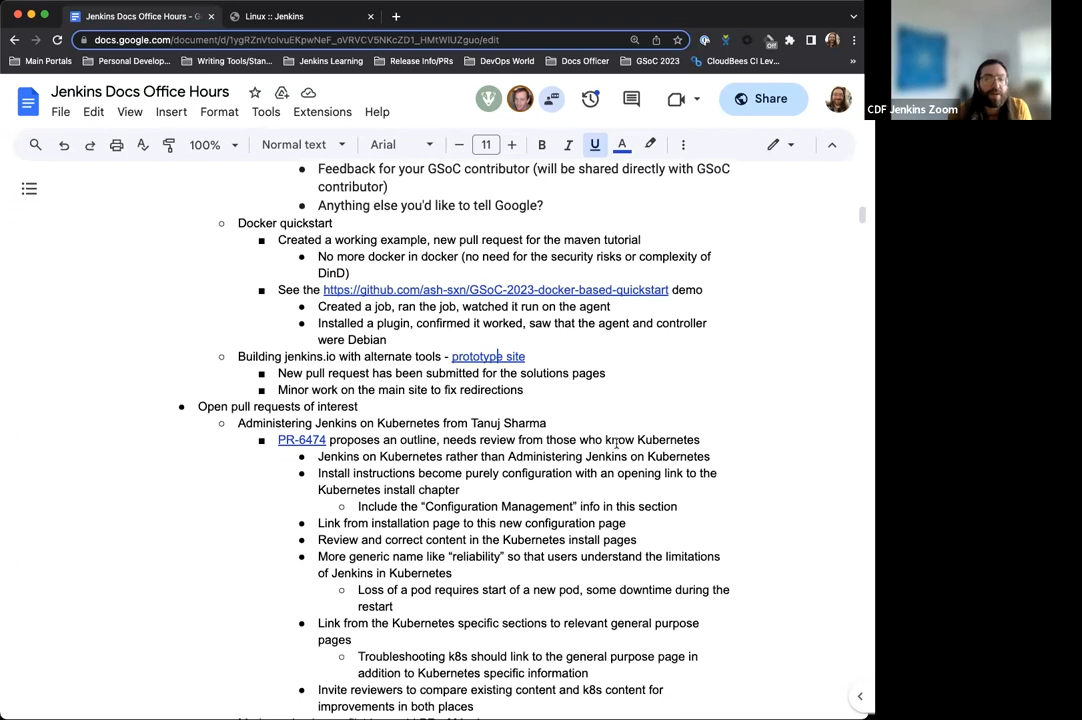 Jenkins Docs Office Hours - G
Linux :: Jenkins
docs.google.com/document/d/1ygRZnVtoIvuEKpwNeF_oVRVCV5NKcZD1_HMtWlUZguo/edit
Main Portals
Personal Develop...
Writing Tools/Stan...
Jenkins Learning
Release Info/PRs
DevOps World
Docs Officer
GSoC 2023
CloudBees CI Lev...
Off
Jenkins Docs Office Hours
File Edit View Insert Format Tools Extensions Help
Share
CDF Jenkins Zoom
100% Normal text Arial 11 B I U A
Feedback for your GSoC contributor (will be shared directly with GSoC
contributor)
Anything else you'd like to tell Google?
Docker quickstart
Created a working example, new pull request for the maven tutorial
No more docker in docker (no need for the security risks or complexity of
DinD)
See the https://github.com/ash-sxn/GSoC-2023-docker-based-quickstart demo
Created a job, ran the job, watched it run on the agent
Installed a plugin, confirmed it worked, saw that the agent and controller
were Debian
Building jenkins.io with alternate tools - prototype site
New pull request has been submitted for the solutions pages
Minor work on the main site to fix redirections
Open pull requests of interest
Administering Jenkins on Kubernetes from Tanuj Sharma
PR-6474 proposes an outline, needs review from those who know Kubernetes
Jenkins on Kubernetes rather than Administering Jenkins on Kubernetes
Install instructions become purely configuration with an opening link to the
Kubernetes install chapter
Include the “Configuration Management” info in this section
Link from installation page to this new configuration page
Review and correct content in the Kubernetes install pages
More generic name like “reliability” so that users understand the limitations
of Jenkins in Kubernetes
Loss of a pod requires start of a new pod, some downtime during the
restart
Link from the Kubernetes specific sections to relevant general purpose
pages
Troubleshooting k8s should link to the general purpose page in
addition to Kubernetes specific information
Invite reviewers to compare existing content and k8s content for
improvements in both places